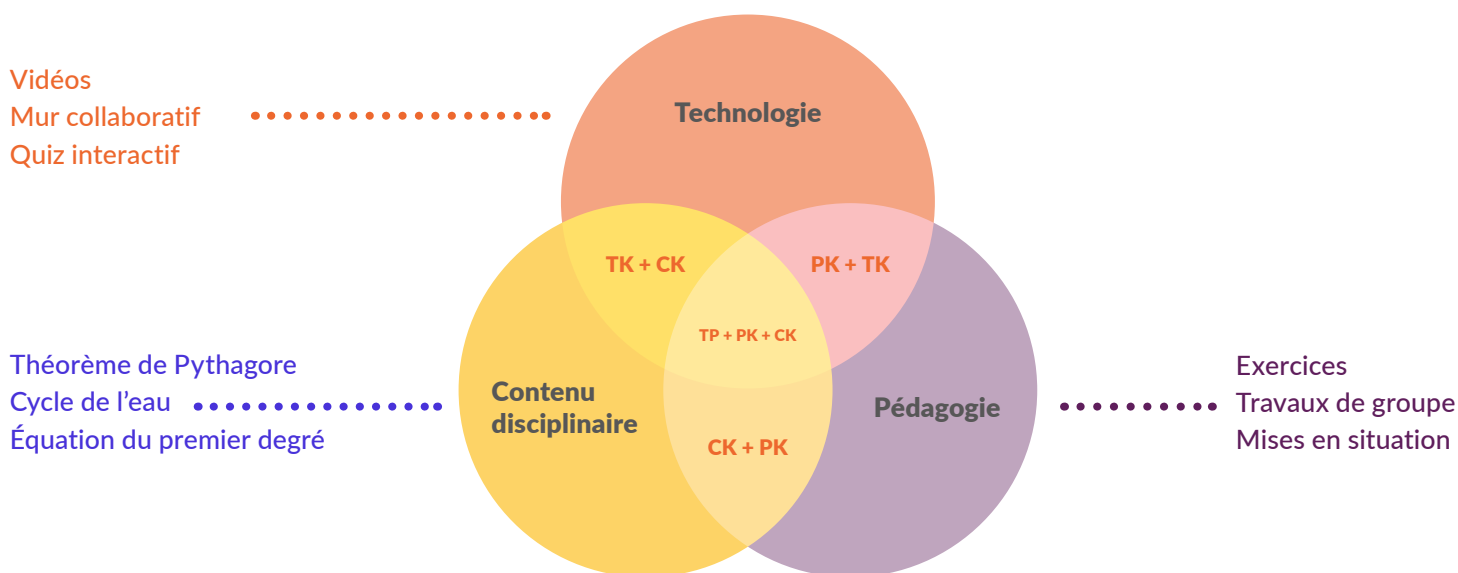 Vidéos
Mur collaboratif
Quiz interactif
Technologie
TK + CK
PK + TK
TP + PK + CK
Théorème de Pythagore
Cycle de l’eau
Équation du premier degré
Contenu
disciplinaire
Pédagogie
CK + PK
Exercices
Travaux de groupe
Mises en situation